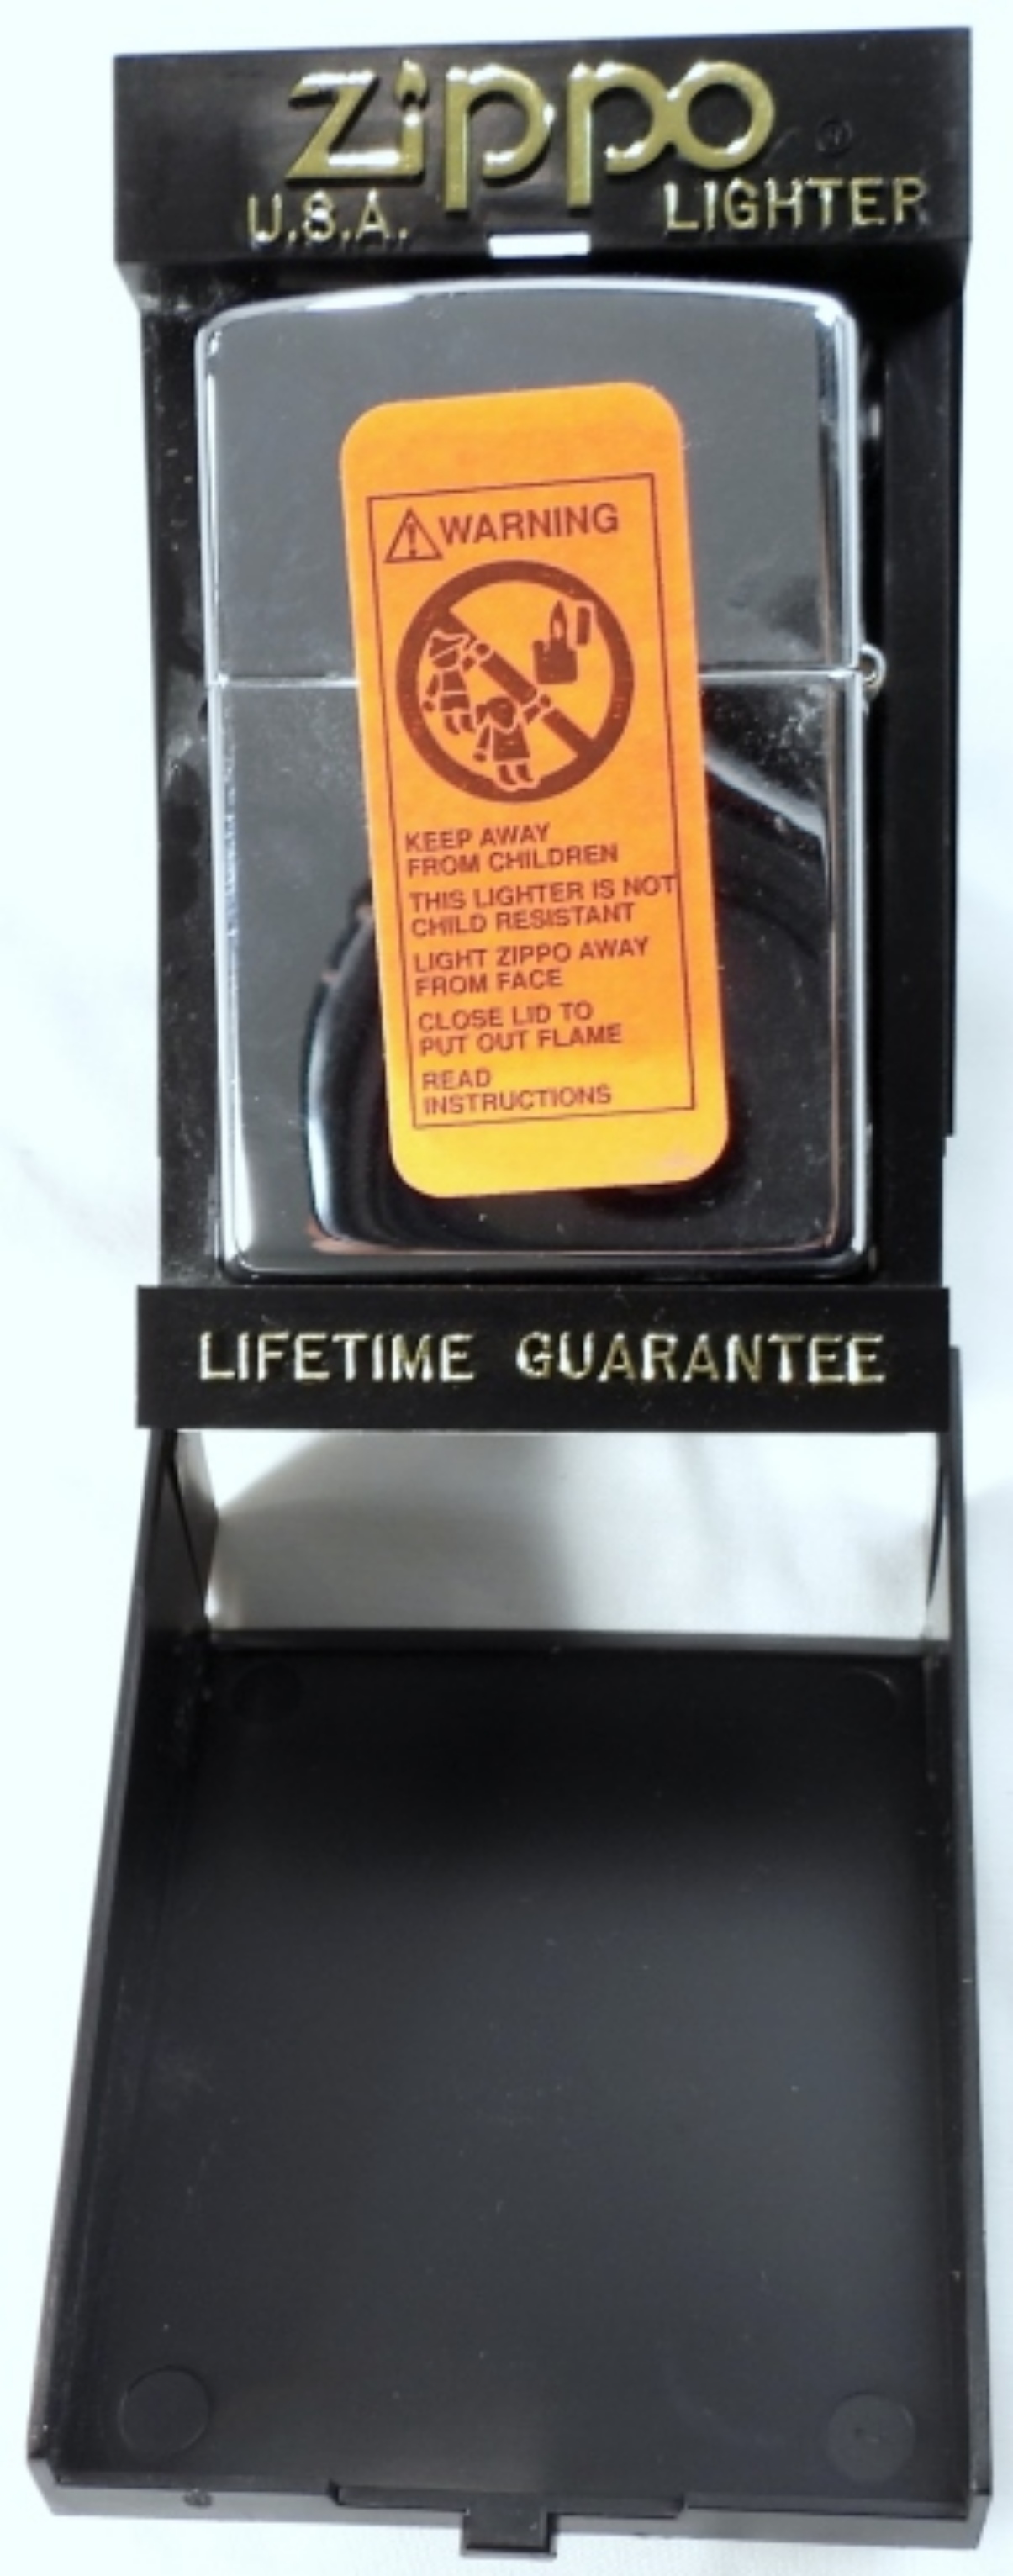 zippo
U.S.A. LIGHTER
WARNING
KEEP AWAY
FROM CHILDREN
THIS LIGHTER IS NOT
CHILD RESISTANT
LIGHT ZIPPO AWAY
FROM FACE
CLOSE LID TO
PUT OUT FLAME
READ
INSTRUCTIONS
LIFETIME GUARANTEE